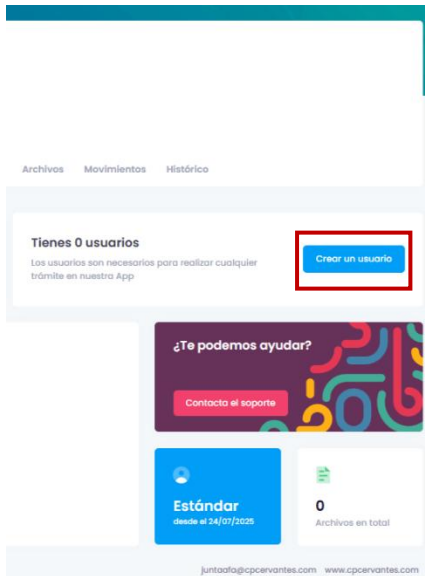 Archivos Movimientos Histórico
Tienes 0 usuarios
Los usuarios son necesarios para realizar cualquier
trámite en nuestra App
Crear un usuario
¿Te podemos ayudar?
Contacta el soporte
Estándar
desde el 24/07/2025
0
Archivos en total
juntaafa@cpcervantes.com www.cpcervantes.com